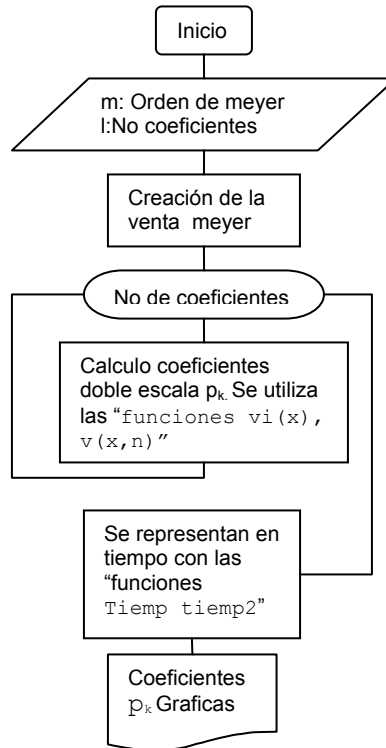 Inicio
m: Orden de meyer
l:No coeficientes
Creación de la
venta meyer
No de coeficientes
Calculo coeficientes
doble escala pk. Se utiliza
las “funciones vi(x),
v(x,n)”
Se representan en
tiempo con las
“funciones
Tiemp tiemp2”
Coeficientes
pk Graficas